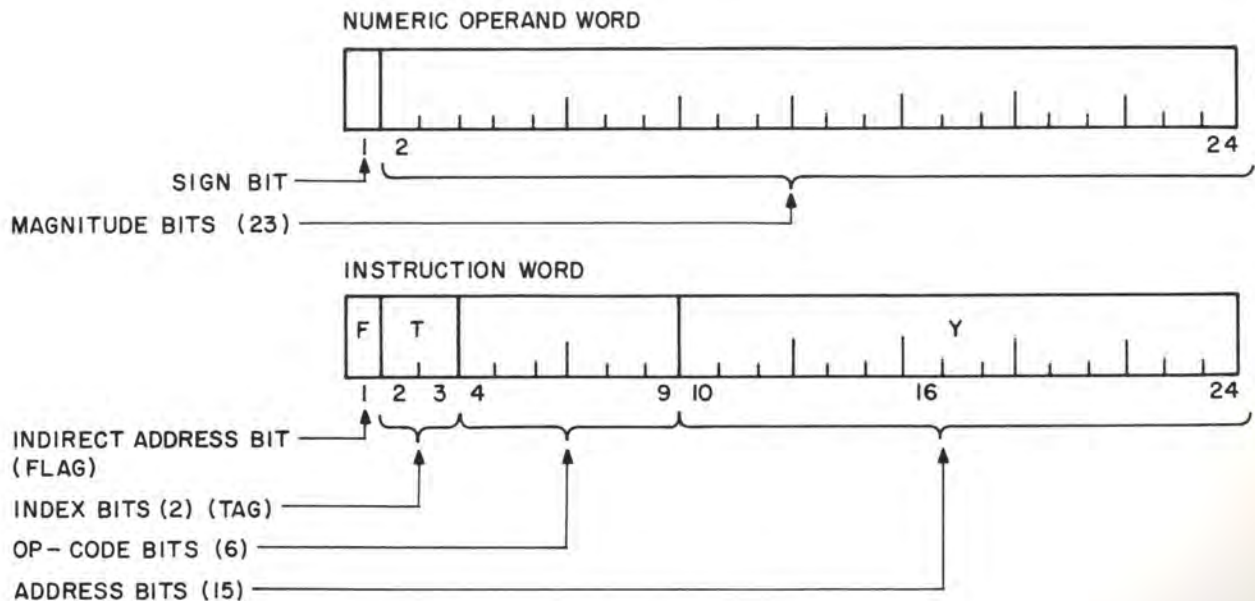 NUMERIC OPERAND WORD
1 2 24
SIGN BIT
MAGNITUDE BITS (23)
INSTRUCTION WORD
F T Y
1 2 3 4 9 10 16 24
INDIRECT ADDRESS BIT
(FLAG)
INDEX BITS (2) (TAG)
OP-CODE BITS (6)
ADDRESS BITS (15)